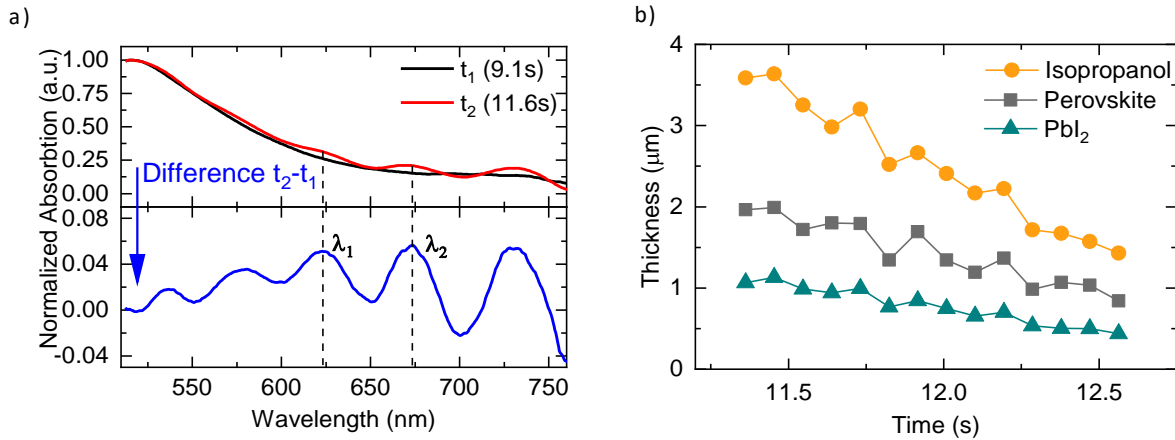 a)
Normalized Absorbtion (a.u.)
1.00
0.75
0.50
0.25
0.00
t₁ (9.1s)
t₂ (11.6s)
Difference t₂-t₁
0.08
0.04
0.00
-0.04
λ₁
λ₂
550 600 650 700 750
Wavelength (nm)
b)
Thickness (μm)
4
3
2
1
0
Isopropanol
Perovskite
PbI₂
11.5 12.0 12.5
Time (s)